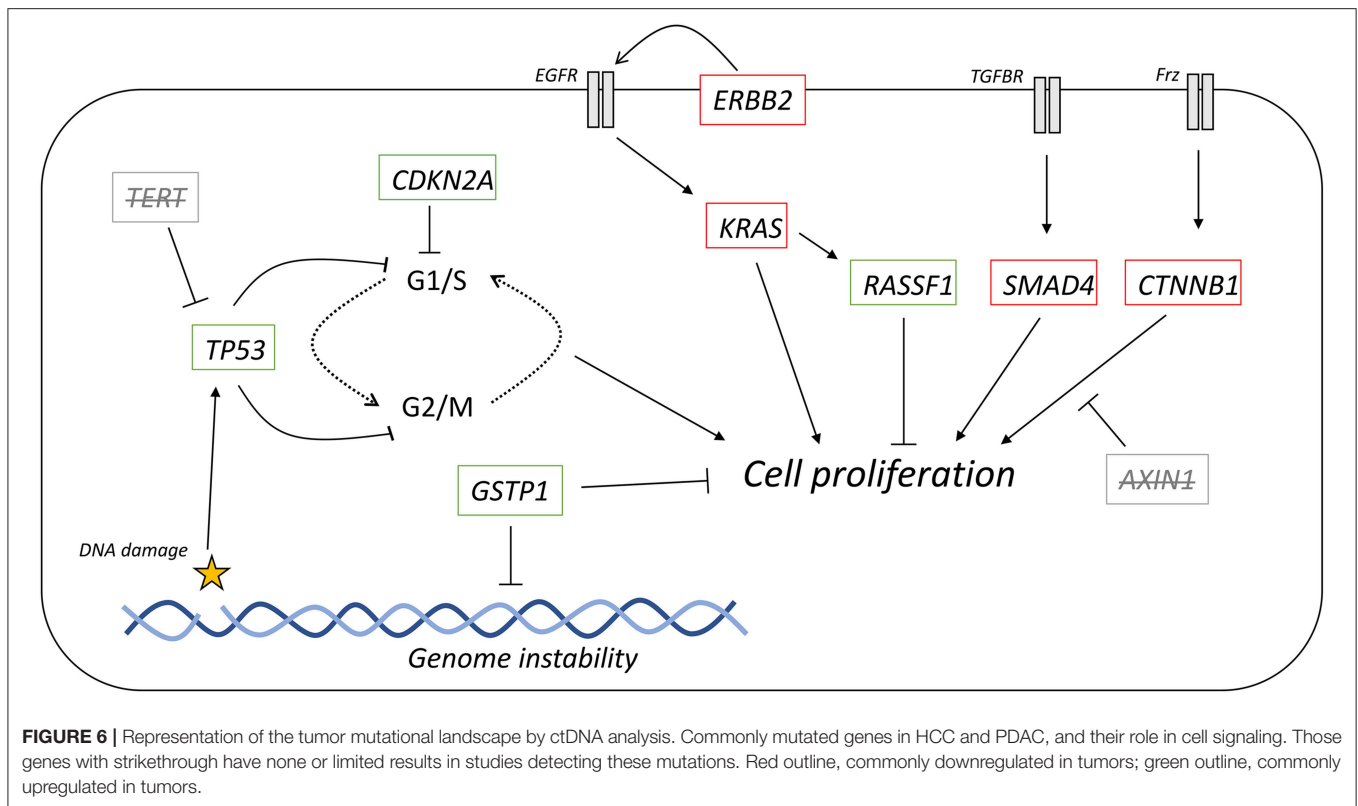 EGFR
ERBB2
TGFBR
Frz
TERT
CDKN2A
KRAS
G1/S
RASSF1
SMAD4
CTNNB1
TP53
G2/M
GSTP1
Cell proliferation
AXIN1
DNA damage
Genome instability
FIGURE 6 | Representation of the tumor mutational landscape by ctDNA analysis. Commonly mutated genes in HCC and PDAC, and their role in cell signaling. Those
genes with strikethrough have none or limited results in studies detecting these mutations. Red outline, commonly downregulated in tumors; green outline, commonly
upregulated in tumors.